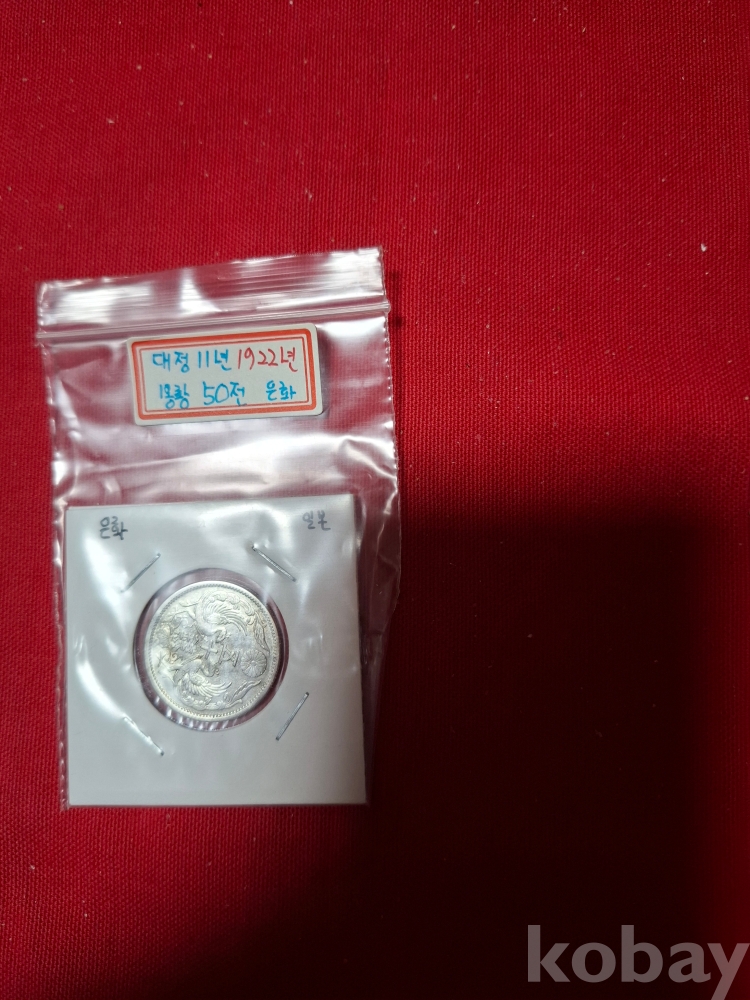 대정 11년 1922년
봉황 50전 은화
은화
일본
kobay